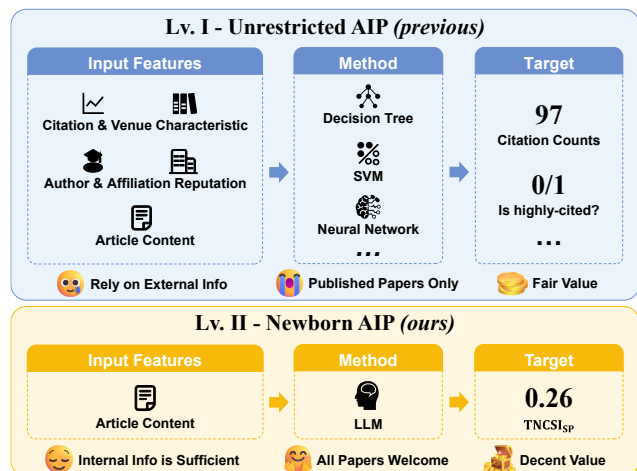 Lv. I - Unrestricted AIP (previous)
Input Features
Citation & Venue Characteristic
Author & Affiliation Reputation
Article Content
Method
Decision Tree
SVM
Neural Network
...
Target
97
Citation Counts
0/1
Is highly-cited?
...
Rely on External Info
Published Papers Only
Fair Value
Lv. II - Newborn AIP (ours)
Input Features
Article Content
Method
LLM
Target
0.26
TNCSI_SP
Internal Info is Sufficient
All Papers Welcome
Decent Value